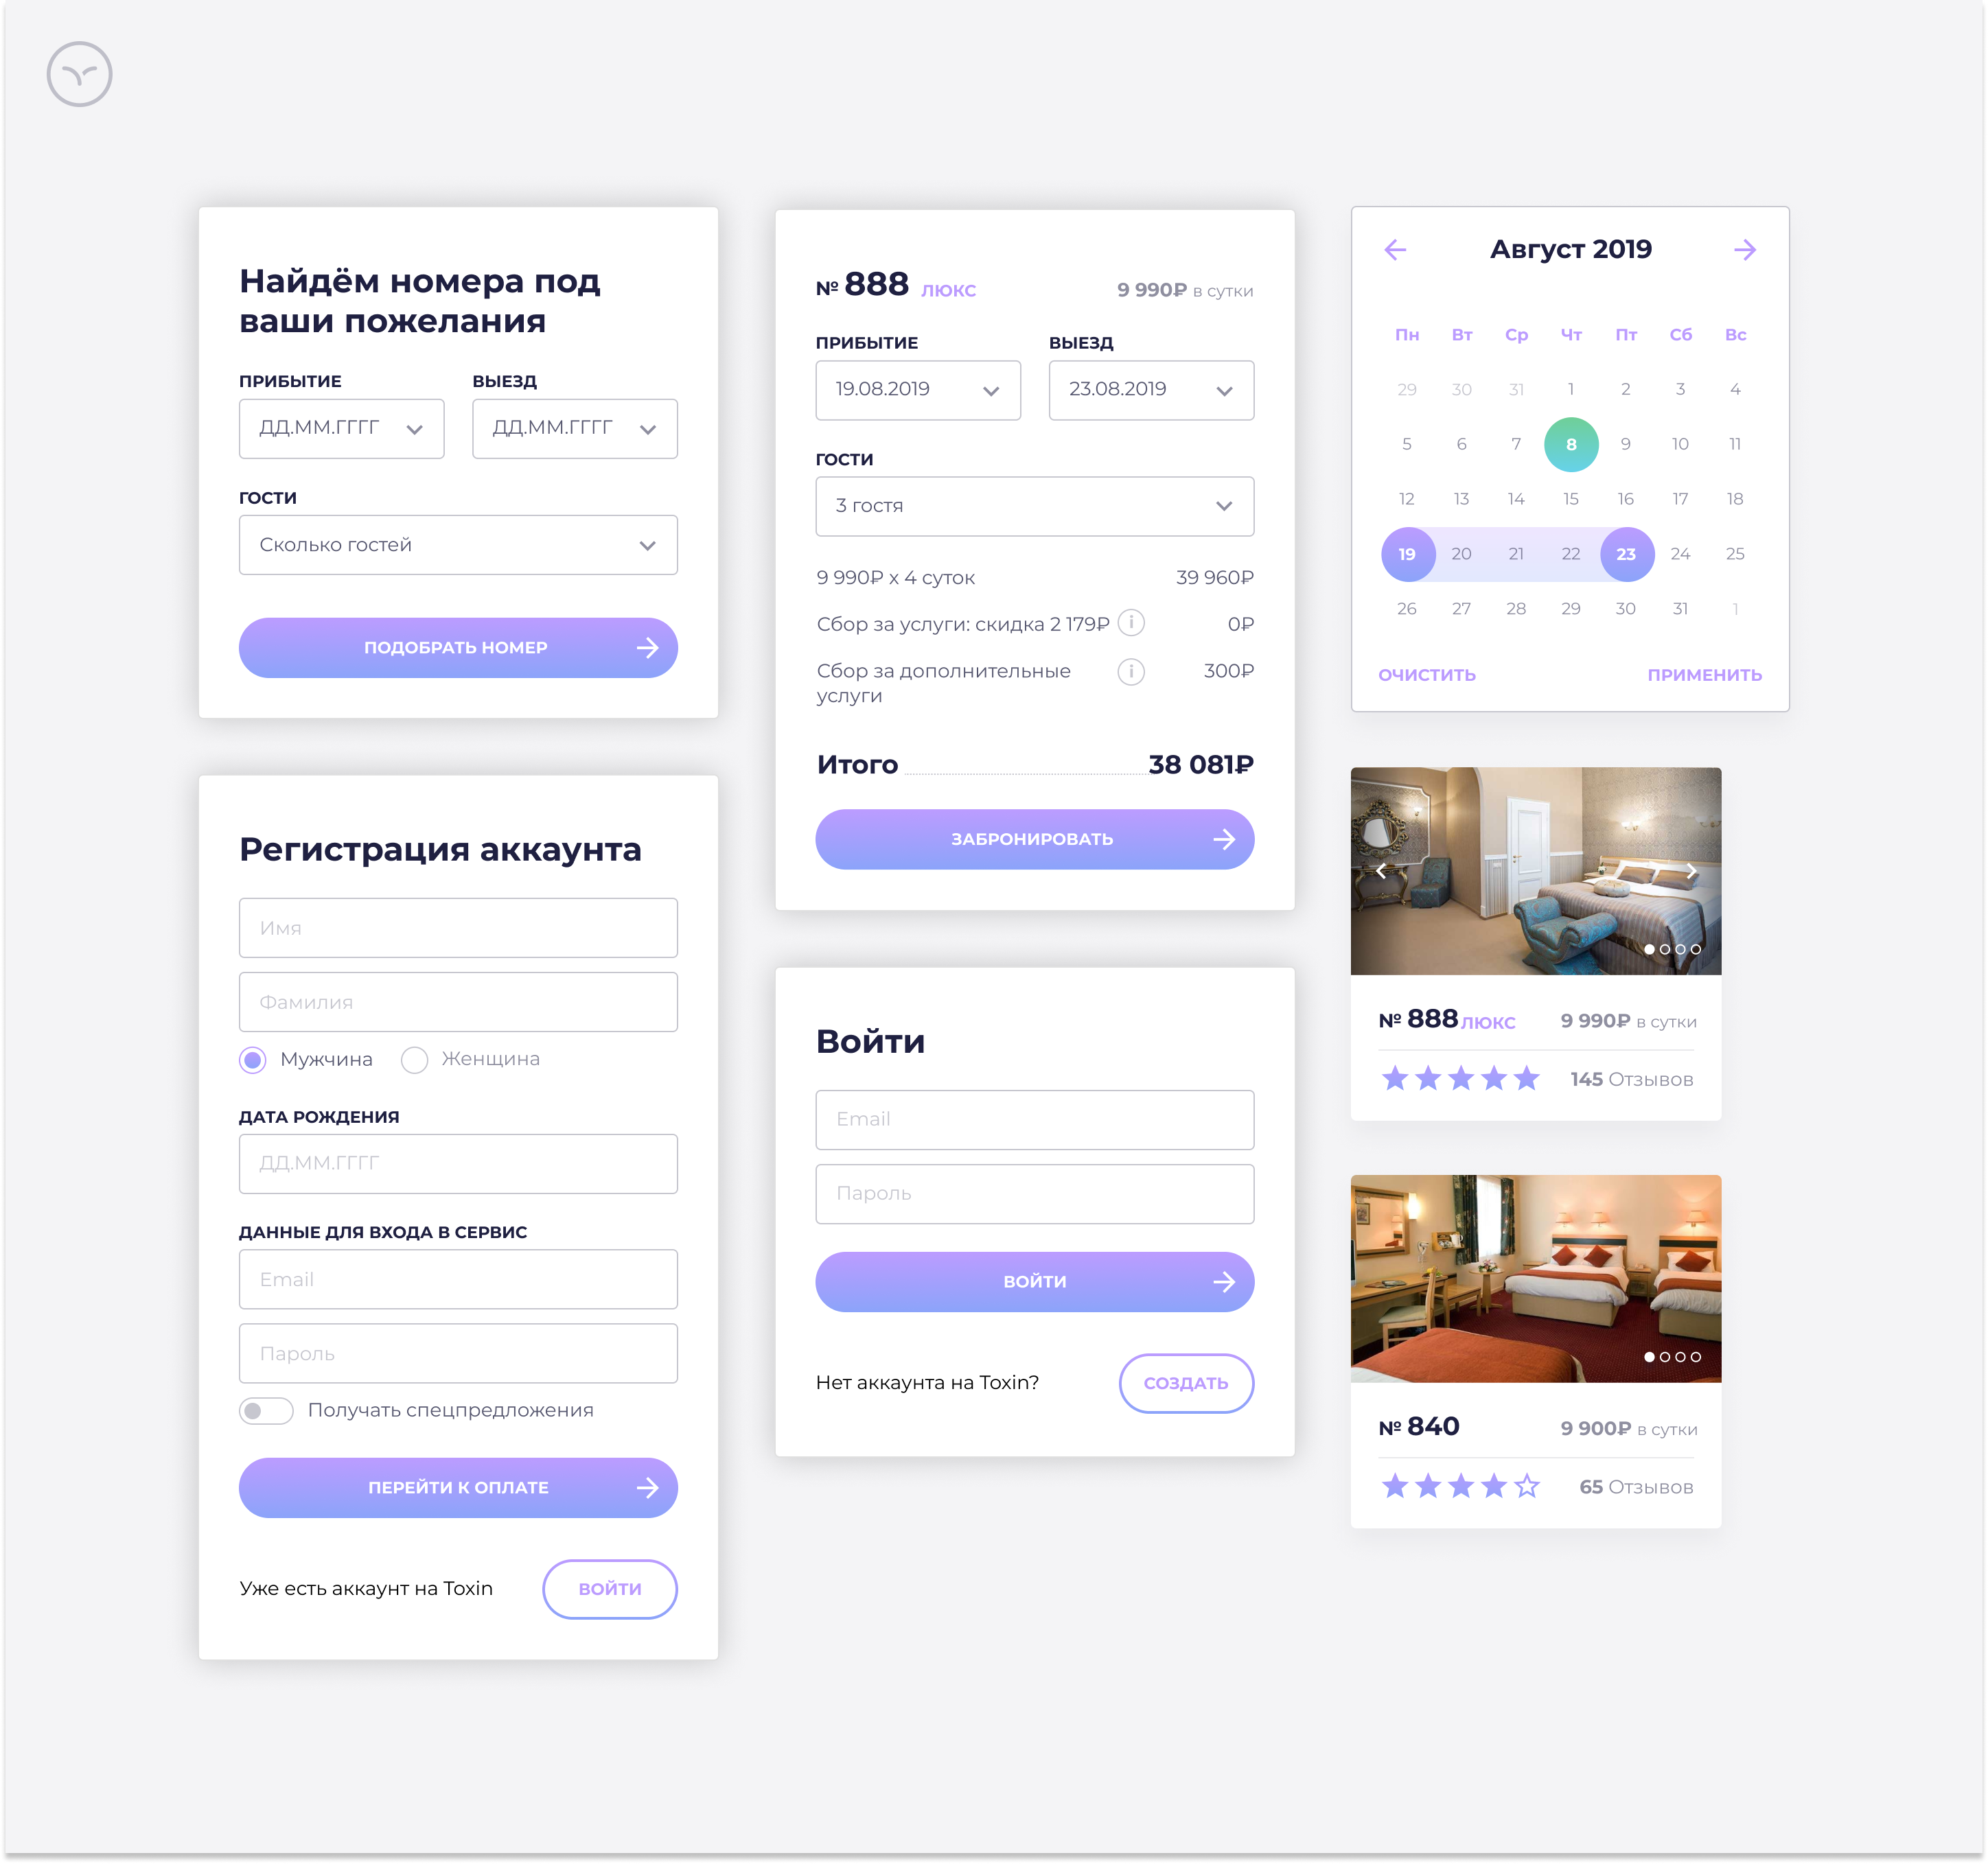 Найдём номера под
ваши пожелания
ПРИБЫТИЕ ВЫЕЗД
ДД.ММ.ГГГГ ДД.ММ.ГГГГ
ГОСТИ
Сколько гостей
ПОДОБРАТЬ НОМЕР
Регистрация аккаунта
Имя
Фамилия
Мужчина Женщина
ДАТА РОЖДЕНИЯ
ДД.ММ.ГГГГ
ДАННЫЕ ДЛЯ ВХОДА В СЕРВИС
Email
Пароль
Получать спецпредложения
ПЕРЕЙТИ К ОПЛАТЕ
Уже есть аккаунт на Toxin ВОЙТИ
№ 888 ЛЮКС 9 990₽ в сутки
ПРИБЫТИЕ ВЫЕЗД
19.08.2019 23.08.2019
ГОСТИ
3 гостя
9 990₽ х 4 суток 39 960₽
Сбор за услуги: скидка 2 179₽ i 0₽
Сбор за дополнительные i 300₽
услуги
Итого 38 081₽
ЗАБРОНИРОВАТЬ
Войти
Email
Пароль
ВОЙТИ
Нет аккаунта на Toxin? СОЗДАТЬ
Август 2019
Пн Вт Ср Чт Пт Сб Вс
29 30 31 1 2 3 4
5 6 7 8 9 10 11
12 13 14 15 16 17 18
19 20 21 22 23 24 25
26 27 28 29 30 31 1
ОЧИСТИТЬ ПРИМЕНИТЬ
№ 888 ЛЮКС 9 990₽ в сутки
145 Отзывов
№ 840 9 900₽ в сутки
65 Отзывов